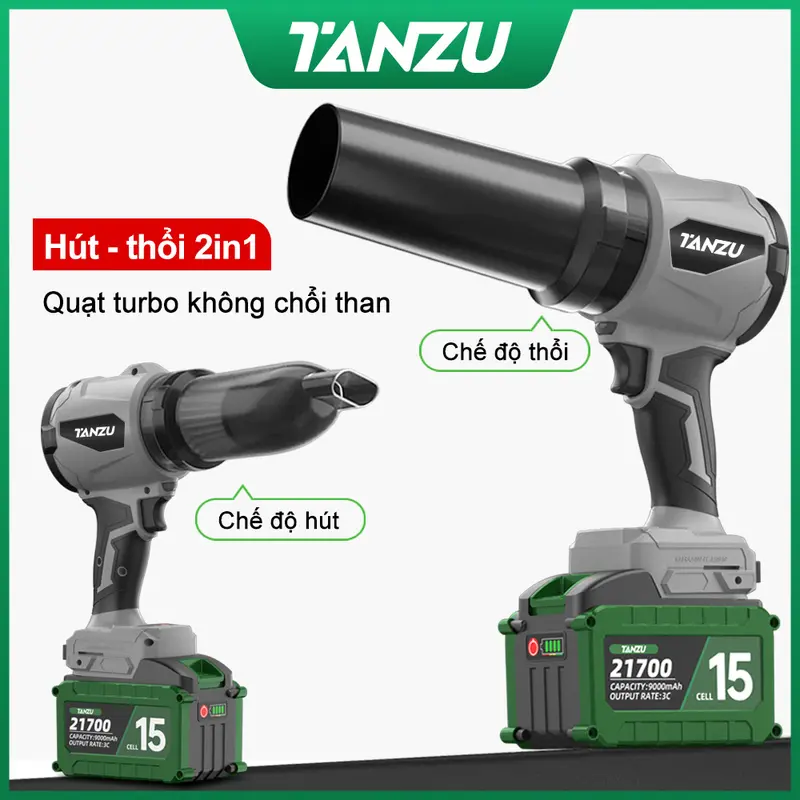 TANZU
TANZU
Hút - thổi 2in1
Quạt turbo không chổi than
Chế độ thổi
TANZU
Chế độ hút
TANZU
21700
CAPACITY:9000mAh
OUTPUT RATE:3C
CELL 15
TANZU
21700
CAPACITY:9000mAh
OUTPUT RATE:3C
CELL 15